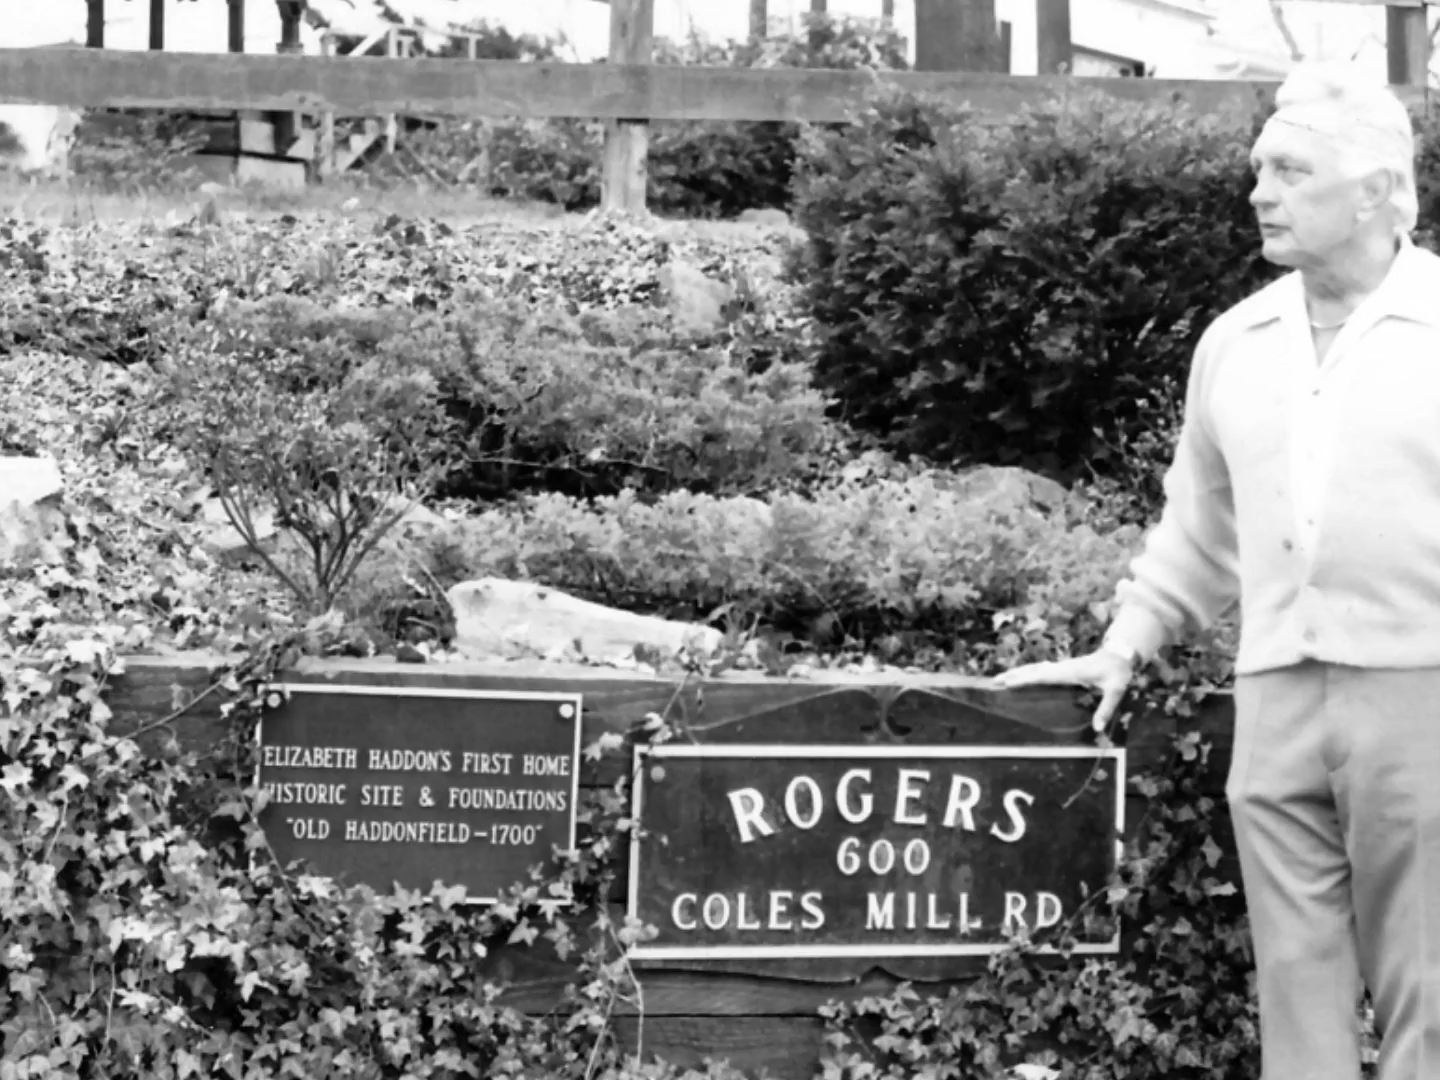 ELIZABETH HADDON'S FIRST HOME
HISTORIC SITE & FOUNDATIONS
"OLD HADDONFIELD—1700"
ROGERS
600
COLES MILL RD